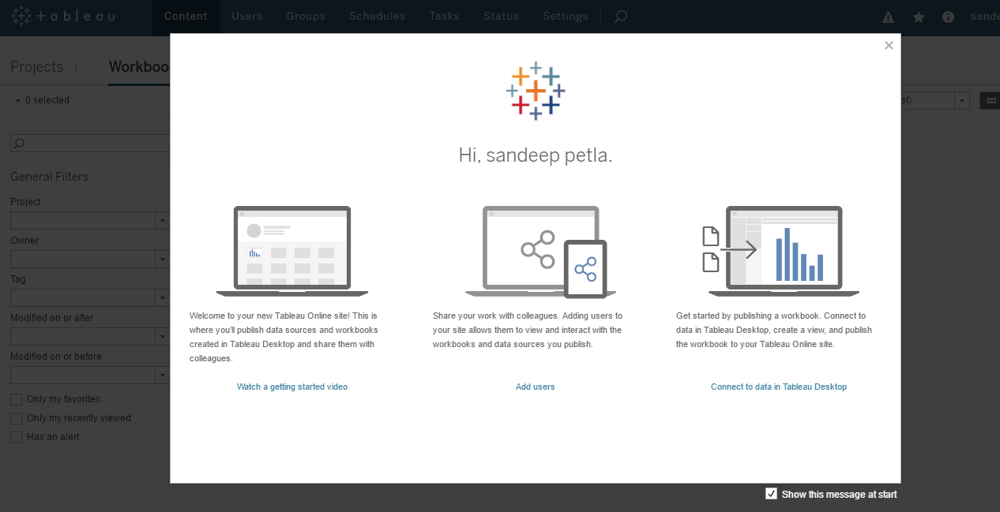 +ableau
Content
Users
Groups
Schedules
Tasks
Status
Settings
sande
Projects 1
Workboo
0 selected
st)
General Filters
Project
Owner
Tag
Modified on or after
Modified on or before
Only my favorites
Only my recently viewed
Has an alert
Hi, sandeep petla.
Welcome to your new Tableau Online site! This is
where you'll publish data sources and workbooks
created in Tableau Desktop and share them with
colleagues.
Watch a getting started video
Share your work with colleagues. Adding users to
your site allows them to view and interact with the
workbooks and data sources you publish.
Add users
Get started by publishing a workbook. Connect to
data in Tableau Desktop, create a view, and publish
the workbook to your Tableau Online site.
Connect to data in Tableau Desktop
Show this message at start